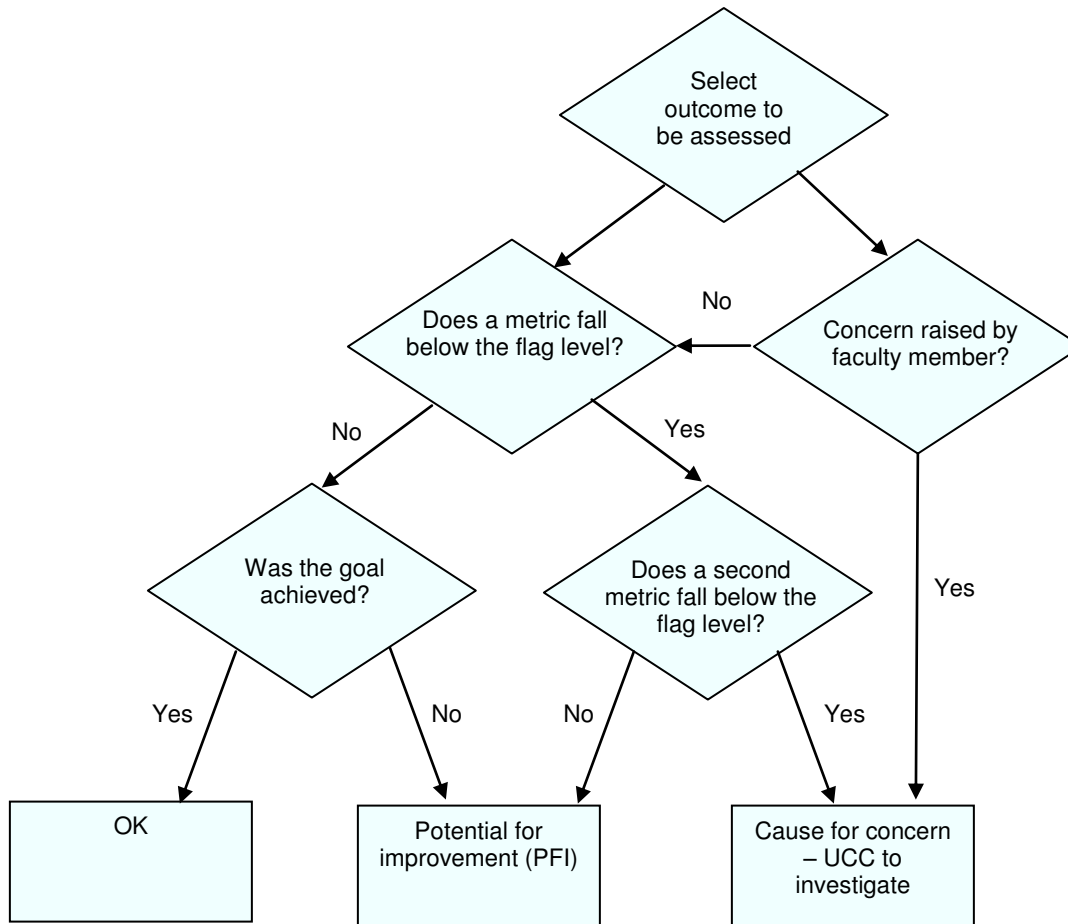 Select
outcome to
be assessed
No
Does a metric fall
below the flag level?
Concern raised by
faculty member?
No
Yes
Was the goal
achieved?
Does a second
metric fall below the
flag level?
Yes
Yes
No
No
Yes
OK
Potential for
improvement (PFI)
Cause for concern
– UCC to
investigate